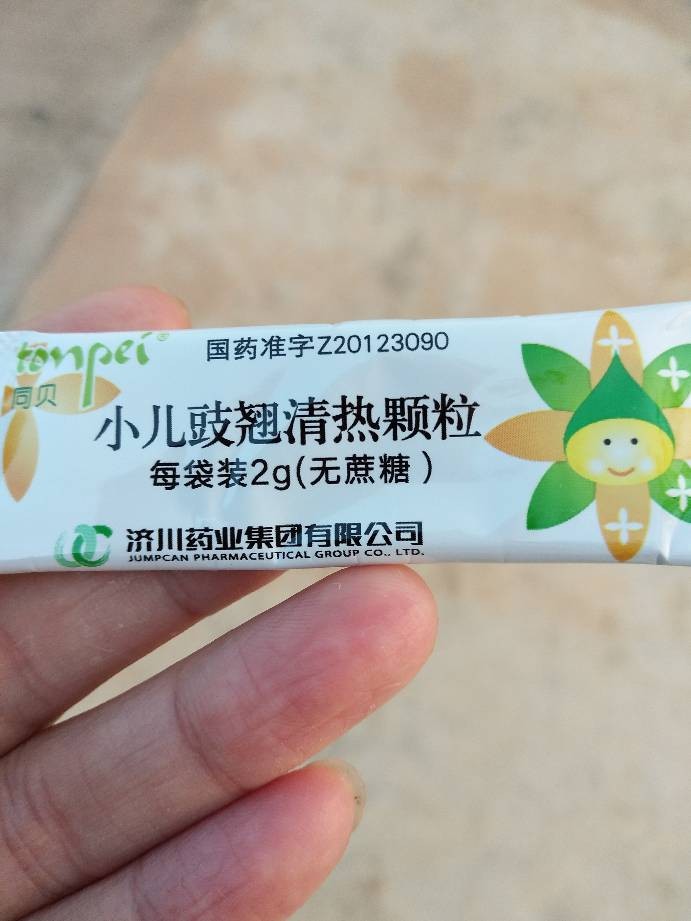 tonpei®
同贝
国药准字Z20123090
小儿豉翘清热颗粒
每袋装2g(无蔗糖)
济川药业集团有限公司
JUMPCAN PHARMACEUTICAL GROUP CO., LTD.